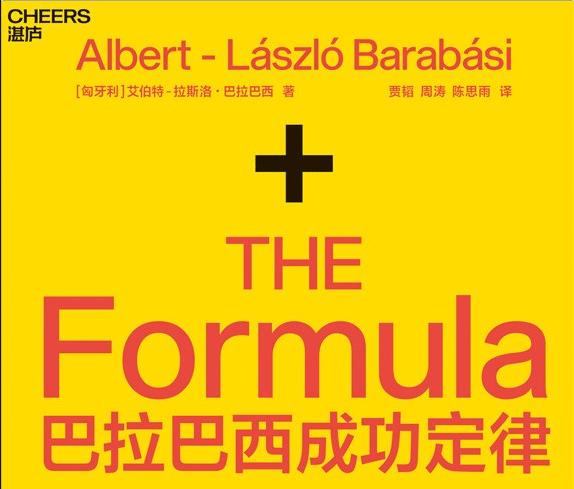 CHEERS
湛庐
Albert - László Barabási
[匈牙利]艾伯特-拉斯洛·巴拉巴西 著 贾韬 周涛 陈思雨 译
+
THE
Formula
巴拉巴西成功定律